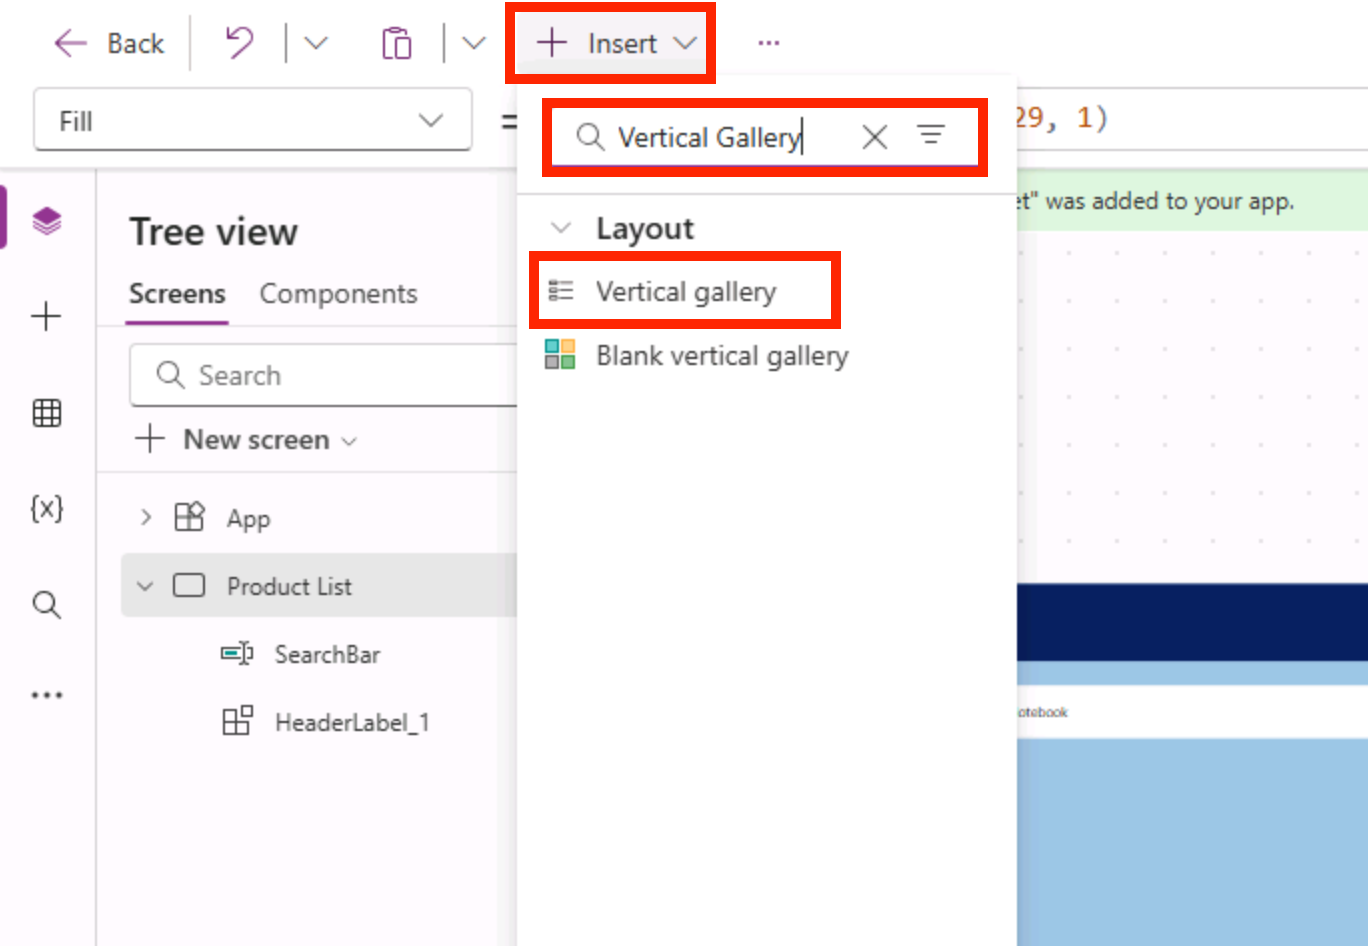 Back
Insert
Fill
=
29, 1)
Vertical Gallery
et" was added to your app.
Tree view
Screens
Components
Search
New screen
App
Product List
SearchBar
HeaderLabel_1
Layout
Vertical gallery
Blank vertical gallery
otebook